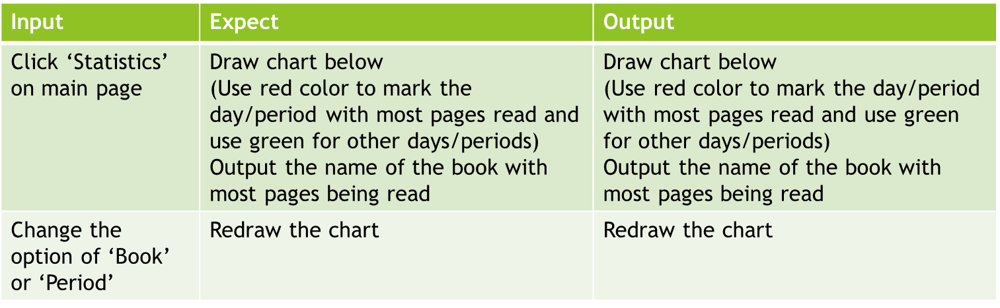 Input
Expect
Output
Click ‘Statistics’
on main page
Draw chart below
(Use red color to mark the
day/period with most pages read and
use green for other days/periods)
Output the name of the book with
most pages being read
Draw chart below
(Use red color to mark the day/period
with most pages read and use green
for other days/periods)
Output the name of the book with
most pages being read
Change the
option of ‘Book’
or ‘Period’
Redraw the chart
Redraw the chart